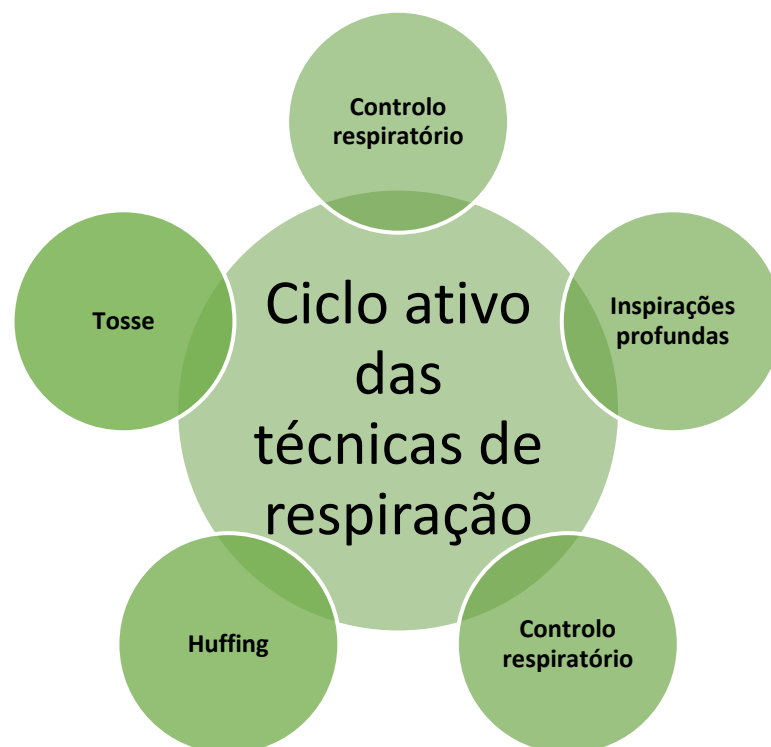 Controlo
respiratório
Inspirações
profundas
Controlo
respiratório
Huffing
Tosse
Ciclo ativo
das
técnicas de
respiração